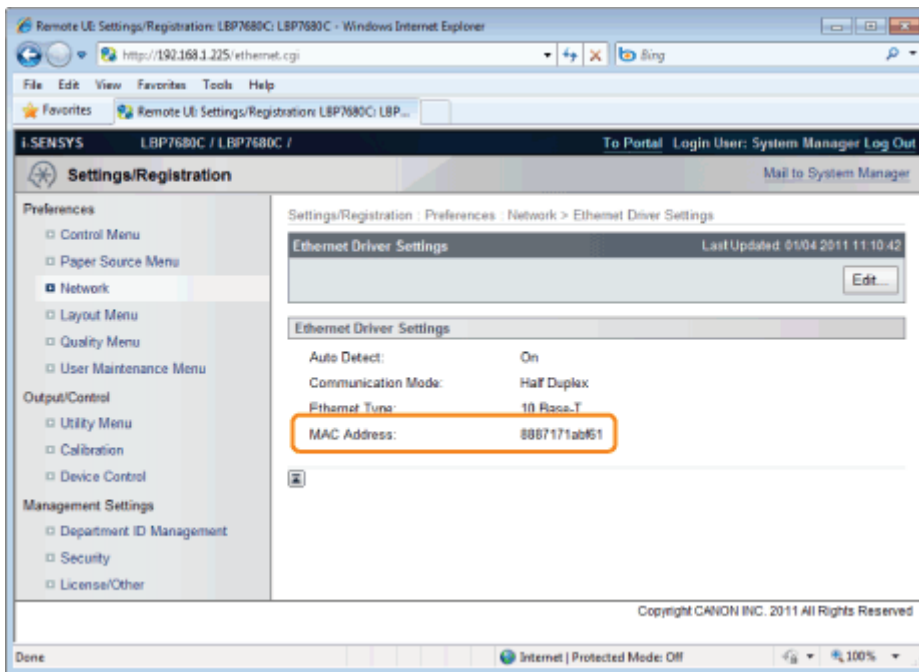 Remote UI: Settings/Registration: LBP7680C: LBP7680C - Windows Internet Explorer
http://192.168.1.225/ethernet.cgi
Bing
File Edit View Favorites Tools Help
Favorites Remote UI: Settings/Registration: LBP7680C: LBP...
i-SENSYS LBP7680C / LBP7680C / To Portal Login User: System Manager Log Out
Settings/Registration Mail to System Manager
Preferences
Control Menu
Paper Source Menu
Network
Layout Menu
Quality Menu
User Maintenance Menu
Output/Control
Utility Menu
Calibration
Device Control
Management Settings
Department ID Management
Security
License/Other
Settings/Registration : Preferences : Network > Ethernet Driver Settings
Ethernet Driver Settings Last Updated: 01/04 2011 11:10:42
Edit...
Ethernet Driver Settings
Auto Detect: On
Communication Mode: Half Duplex
Ethernet Type: 10 Base-T
MAC Address: 8887171abf61
Copyright CANON INC. 2011 All Rights Reserved
Done Internet | Protected Mode: Off 100%